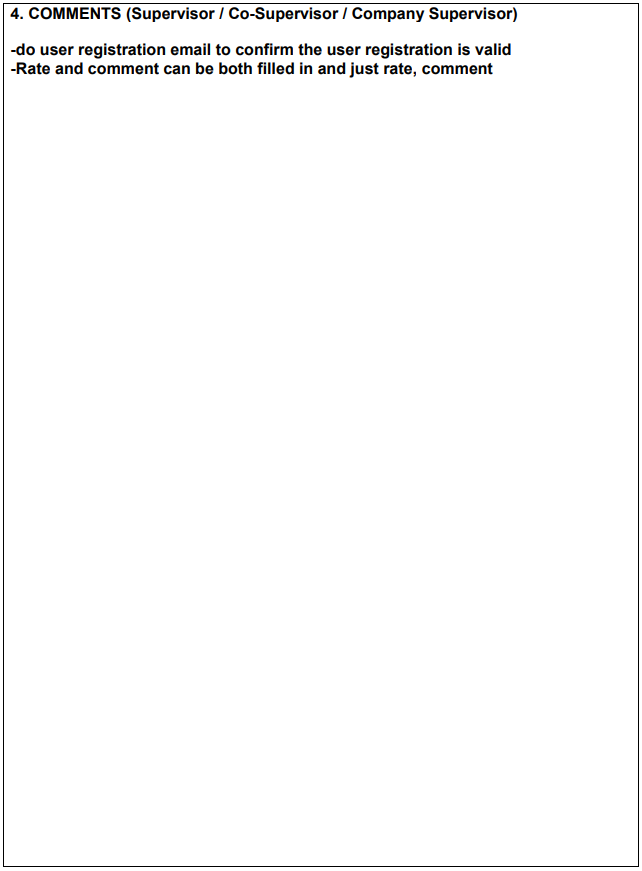 4. COMMENTS (Supervisor / Co-Supervisor / Company Supervisor)
-do user registration email to confirm the user registration is valid
-Rate and comment can be both filled in and just rate, comment